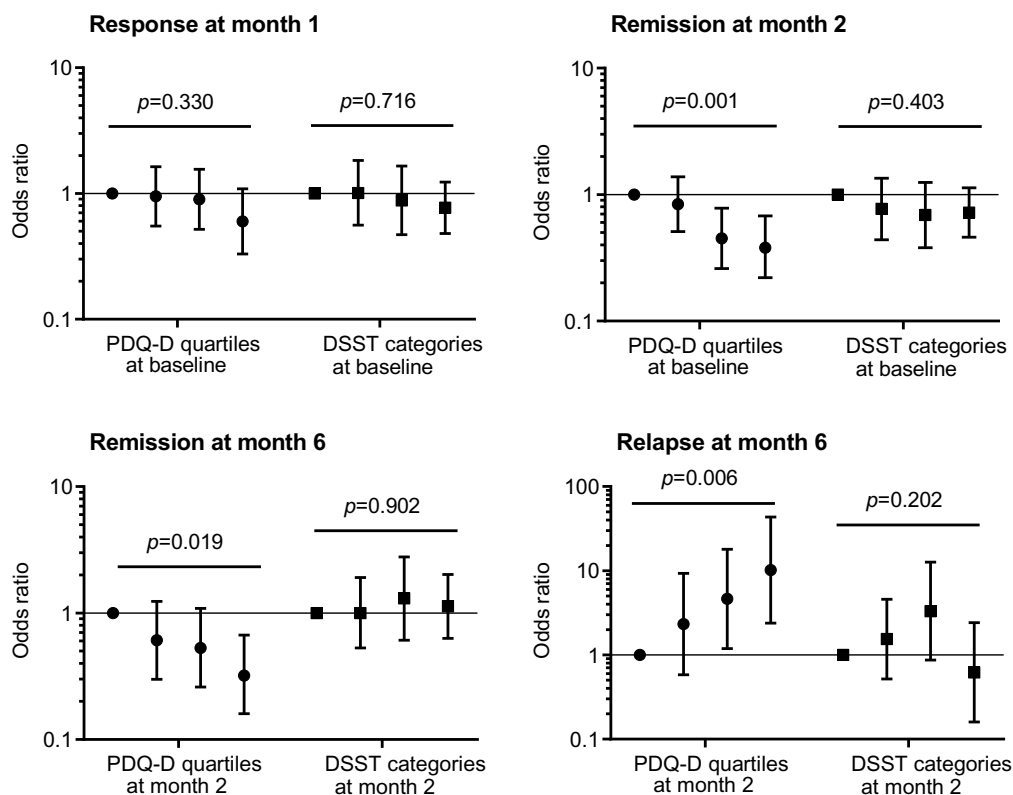 Response at month 1
10
1
0.1
Odds ratio
p=0.330
p=0.716
PDQ-D quartiles
at baseline
DSST categories
at baseline
Remission at month 2
10
1
0.1
Odds ratio
p=0.001
p=0.403
PDQ-D quartiles
at baseline
DSST categories
at baseline
Remission at month 6
10
1
0.1
Odds ratio
p=0.019
p=0.902
PDQ-D quartiles
at month 2
DSST categories
at month 2
Relapse at month 6
100
10
1
0.1
Odds ratio
p=0.006
p=0.202
PDQ-D quartiles
at month 2
DSST categories
at month 2